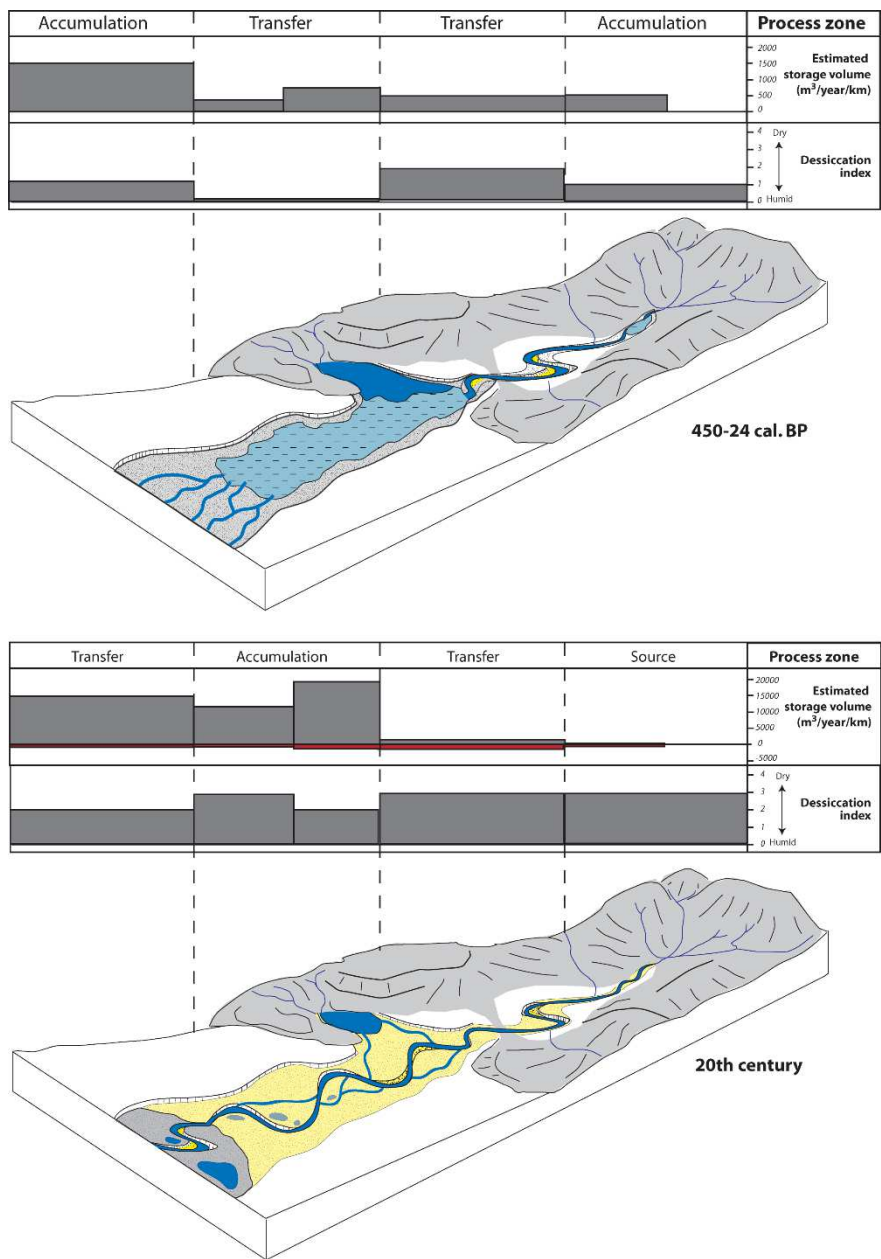 Accumulation Transfer Transfer Accumulation Process zone
2000
Estimated
1500
storage volume
1000
(m³/year/km)
500
0
4 Dry
3
Dessiccation
2
index
1
0 Humid
450-24 cal. BP
Transfer Accumulation Transfer Source Process zone
20000
Estimated
15000
storage volume
10000
(m³/year/km)
5000
0
-5000
4 Dry
3
Dessiccation
2
index
1
0 Humid
20th century